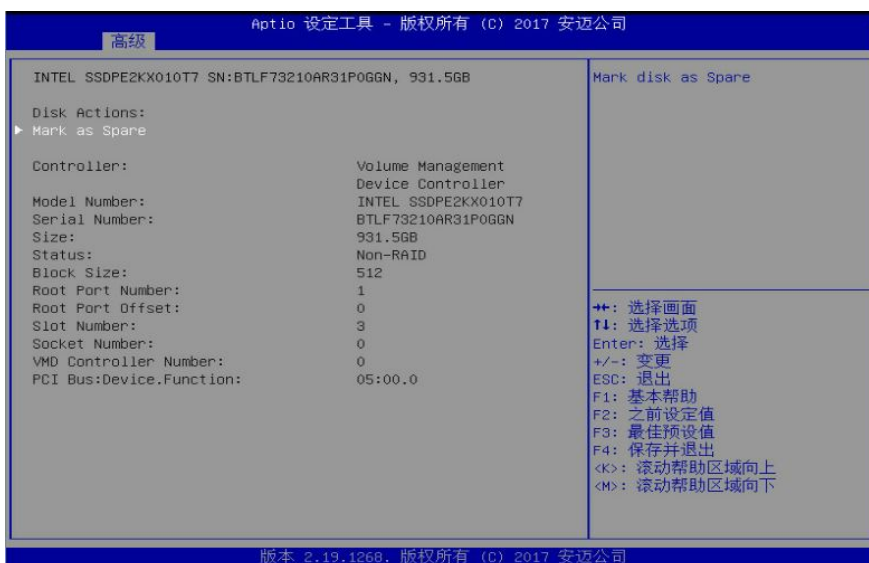 Aptio 设定工具 - 版权所有 (C) 2017 安迈公司
高级
INTEL SSDPE2KX010T7 SN:BTLF73210AR31P0GGN, 931.5GB
Disk Actions:
Mark as Spare
Controller: Volume Management
Device Controller
Model Number: INTEL SSDPE2KX010T7
Serial Number: BTLF73210AR31P0GGN
Size: 931.5GB
Status: Non-RAID
Block Size: 512
Root Port Number: 1
Root Port Offset: 0
Slot Number: 3
Socket Number: 0
VMD Controller Number: 0
PCI Bus:Device.Function: 05:00.0
Mark disk as Spare
→←: 选择画面
↑↓: 选择选项
Enter: 选择
+/-: 变更
ESC: 退出
F1: 基本帮助
F2: 之前设定值
F3: 最佳预设值
F4: 保存并退出
<K>: 滚动帮助区域向上
<M>: 滚动帮助区域向下
版本 2.19.1268. 版权所有 (C) 2017 安迈公司